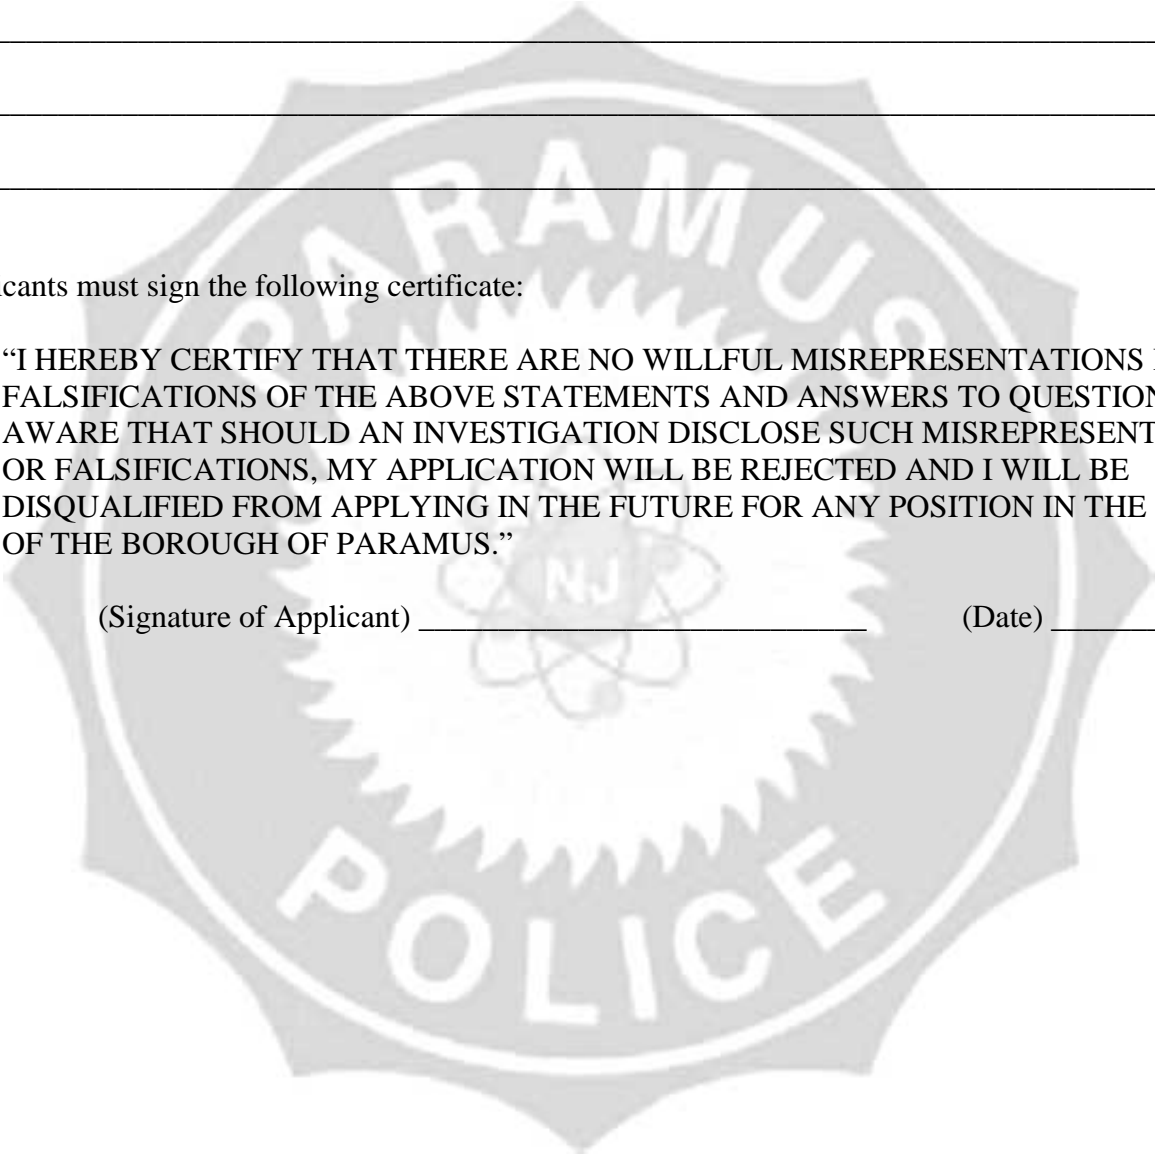 PARAMUS
icants must sign the following certificate:
“I HEREBY CERTIFY THAT THERE ARE NO WILLFUL MISREPRESENTATIONS
FALSIFICATIONS OF THE ABOVE STATEMENTS AND ANSWERS TO QUESTION
AWARE THAT SHOULD AN INVESTIGATION DISCLOSE SUCH MISREPRESENT
OR FALSIFICATIONS, MY APPLICATION WILL BE REJECTED AND I WILL BE
DISQUALIFIED FROM APPLYING IN THE FUTURE FOR ANY POSITION IN THE
OF THE BOROUGH OF PARAMUS.”
NJ
(Signature of Applicant) ____________________________ (Date) _______
POLICE